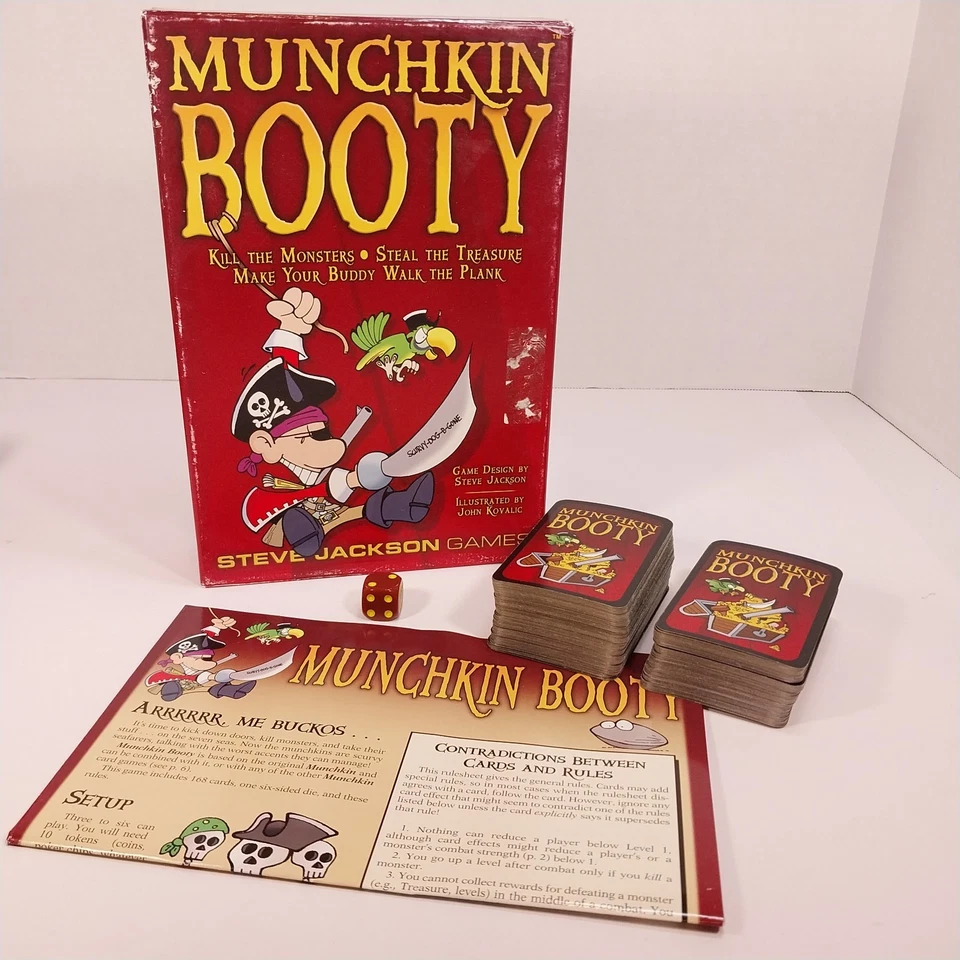 MUNCHKIN™
BOOTY
KILL THE MONSTERS • STEAL THE TREASURE
MAKE YOUR BUDDY WALK THE PLANK
SCURVY-DOG-B-GONE
GAME DESIGN BY
STEVE JACKSON
ILLUSTRATED BY
JOHN KOVALIC
STEVE JACKSON GAMES
MUNCHKIN
BOOTY
MUNCHKIN
BOOTY
MUNCHKIN BOOTY
ARRRRRR, ME BUCKOS . . .
It's time to kick down doors, kill monsters, and take their
stuff . . . on the seven seas. Now the munchkins are scurvy
seafarers, talking with the worst accents they can manage!
Munchkin Booty is based on the original Munchkin and
can be combined with it, or with any of the other Munchkin
card games (see p. 6).
This game includes 168 cards, one six-sided die, and these
rules.
SETUP
Three to six can
play. You will need
10 tokens (coins,
poker chips, whatever
CONTRADICTIONS BETWEEN
CARDS AND RULES
This rulesheet gives the general rules. Cards may add
special rules, so in most cases when the rulesheet dis-
agrees with a card, follow the card. However, ignore any
card effect that might seem to contradict one of the rules
listed below unless the card explicitly says it supersedes
that rule!
1. Nothing can reduce a player below Level 1,
although card effects might reduce a player's or a
monster's combat strength (p. 2) below 1.
2. You go up a level after combat only if you kill a
monster.
3. You cannot collect rewards for defeating a monster
(e.g., Treasure, levels) in the middle of a combat. You